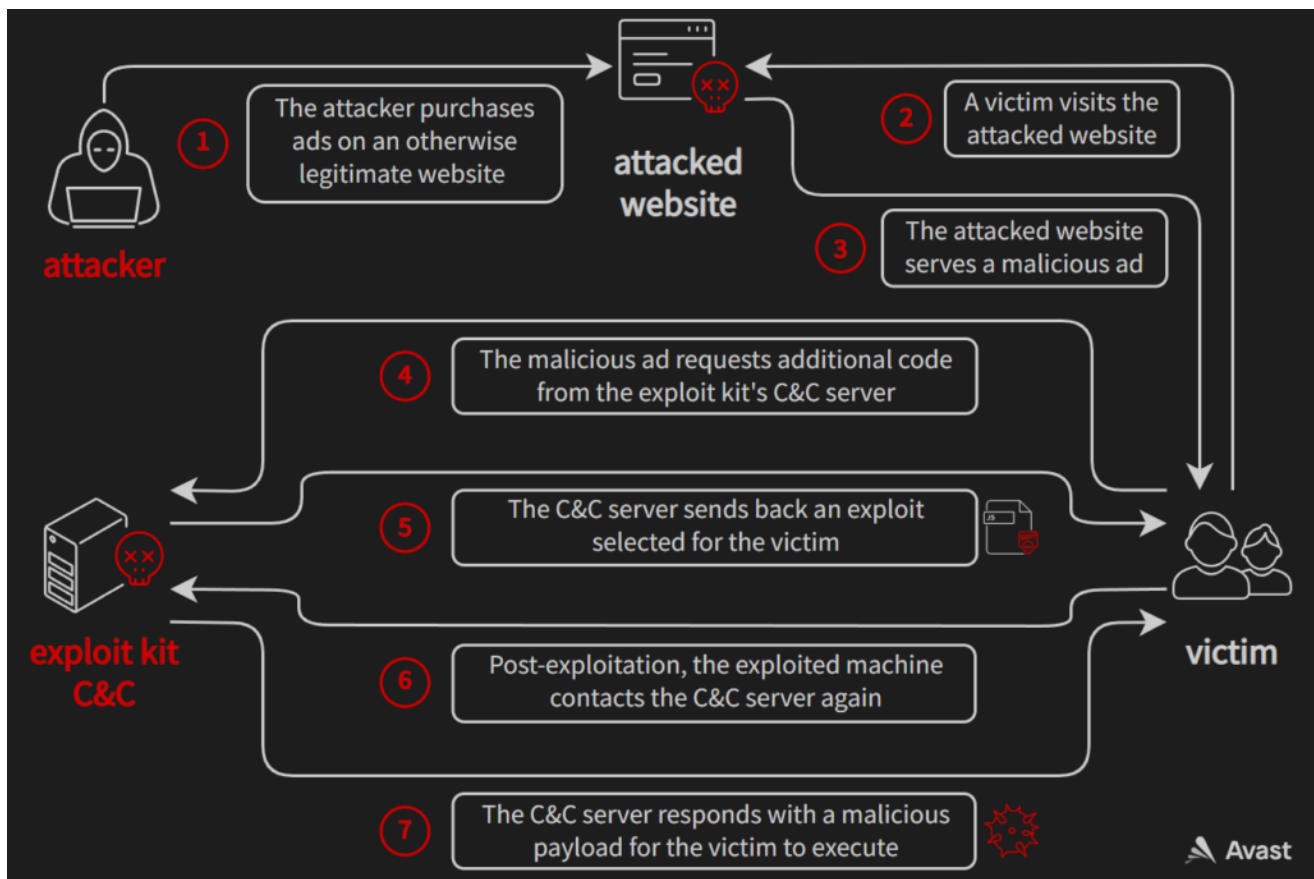 1
The attacker purchases
ads on an otherwise
legitimate website
attacker
attacked
website
2
A victim visits the
attacked website
3
The attacked website
serves a malicious ad
4
The malicious ad requests additional code
from the exploit kit's C&C server
5
The C&C server sends back an exploit
selected for the victim
JS
exploit kit
C&C
victim
6
Post-exploitation, the exploited machine
contacts the C&C server again
7
The C&C server responds with a malicious
payload for the victim to execute
Avast